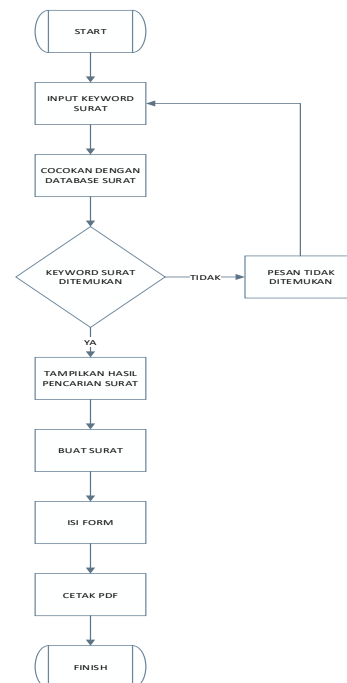 START
INPUT KEYWORD
SURAT
COCOKAN DENGAN
DATABASE SURAT
KEYWORD SURAT
DITEMUKAN
TIDAK
PESAN TIDAK
DITEMUKAN
YA
TAMPILKAN HASIL
PENCARIAN SURAT
BUAT SURAT
ISI FORM
CETAK PDF
FINISH